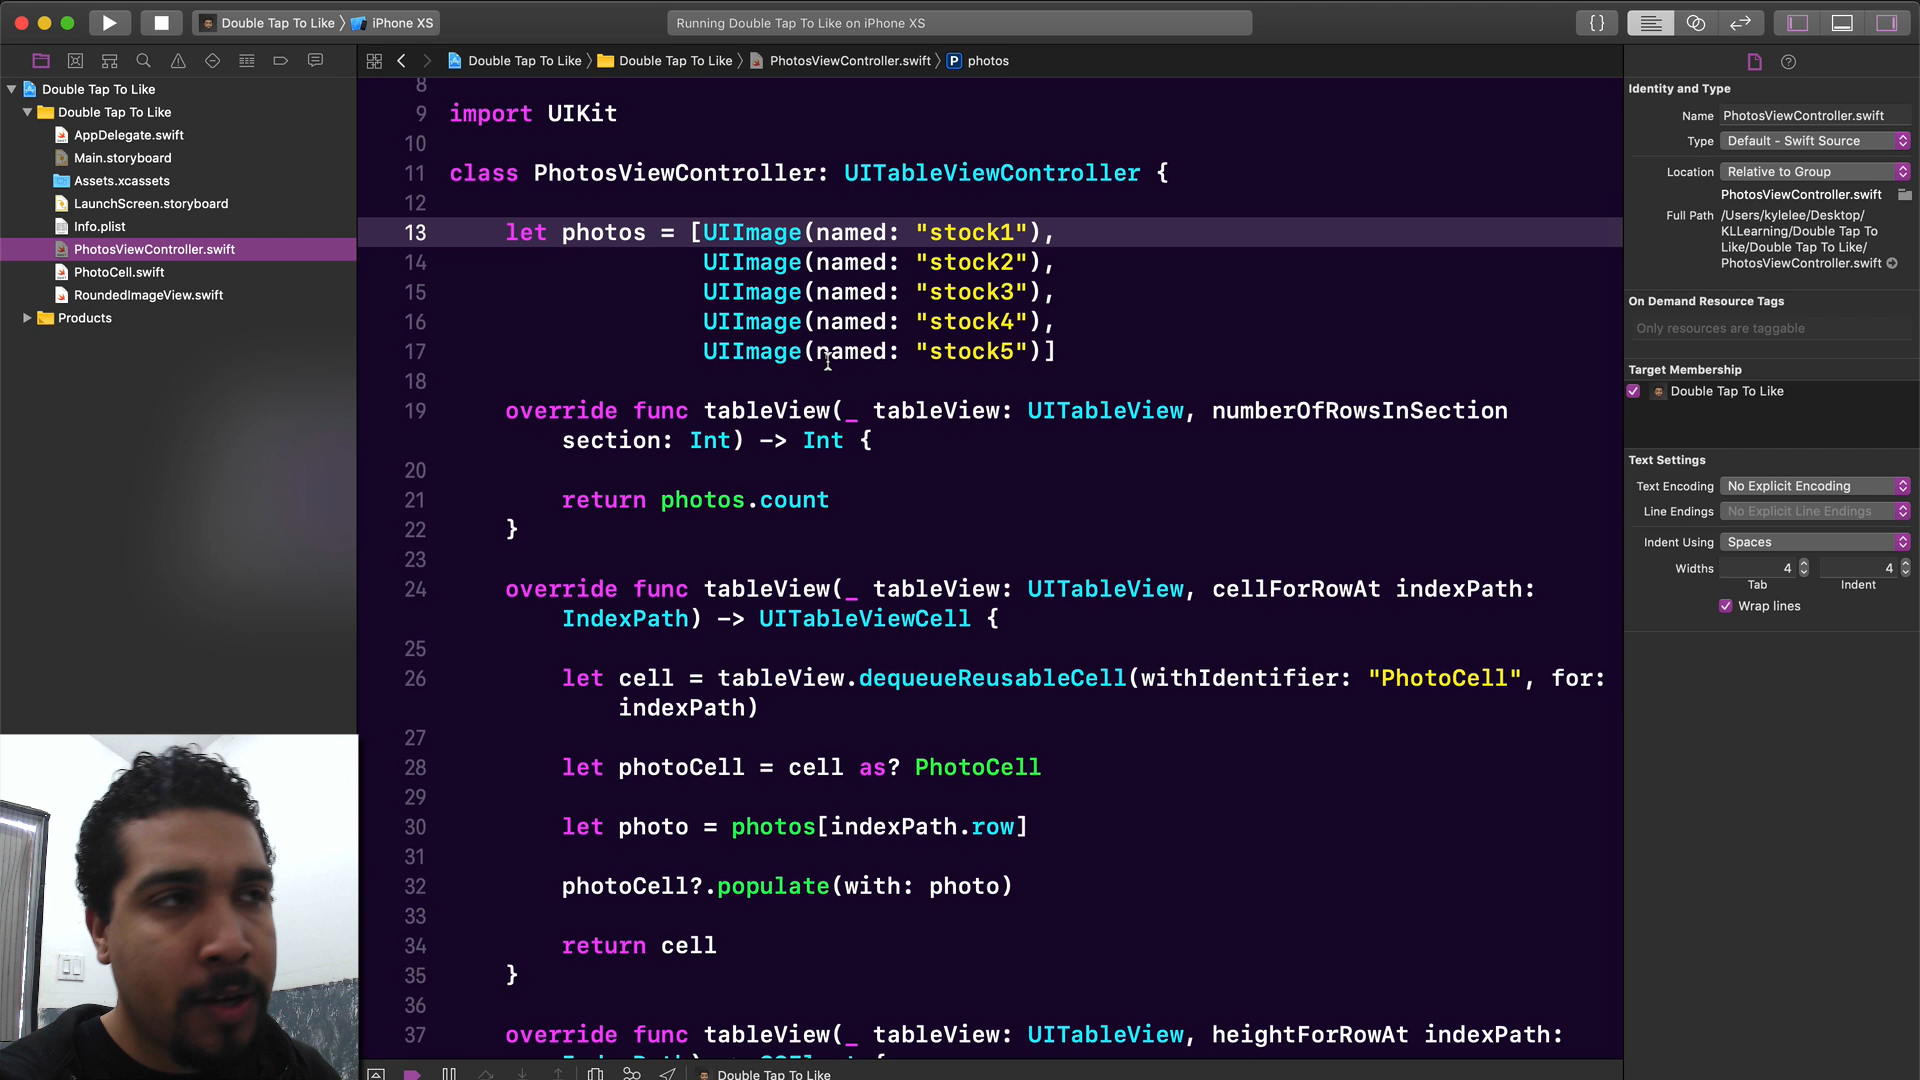 Double Tap To Like
iPhone XS
Running Double Tap To Like on iPhone XS
Double Tap To Like
Double Tap To Like
PhotosViewController.swift
P photos
Double Tap To Like
Double Tap To Like
AppDelegate.swift
Main.storyboard
Assets.xcassets
LaunchScreen.storyboard
Info.plist
PhotosViewController.swift
PhotoCell.swift
RoundedImageView.swift
Products
8
9 import UIKit
10
11 class PhotosViewController: UITableViewController {
12
13 let photos = [UIImage(named: "stock1"),
14 UIImage(named: "stock2"),
15 UIImage(named: "stock3"),
16 UIImage(named: "stock4"),
17 UIImage(named: "stock5")]
18
19 override func tableView(_ tableView: UITableView, numberOfRowsInSection
section: Int) -> Int {
20
21 return photos.count
22 }
23
24 override func tableView(_ tableView: UITableView, cellForRowAt indexPath:
IndexPath) -> UITableViewCell {
25
26 let cell = tableView.dequeueReusableCell(withIdentifier: "PhotoCell", for:
indexPath)
27
28 let photoCell = cell as? PhotoCell
29
30 let photo = photos[indexPath.row]
31
32 photoCell?.populate(with: photo)
33
34 return cell
35 }
36
37 override func tableView(_ tableView: UITableView, heightForRowAt indexPath:
Double Tap To Like
Identity and Type
Name PhotosViewController.swift
Type Default - Swift Source
Location Relative to Group
PhotosViewController.swift
Full Path /Users/kylelee/Desktop/
KLLearning/Double Tap To
Like/Double Tap To Like/
PhotosViewController.swift
On Demand Resource Tags
Only resources are taggable
Target Membership
Double Tap To Like
Text Settings
Text Encoding No Explicit Encoding
Line Endings No Explicit Line Endings
Indent Using Spaces
Widths 4 4
Tab Indent
Wrap lines